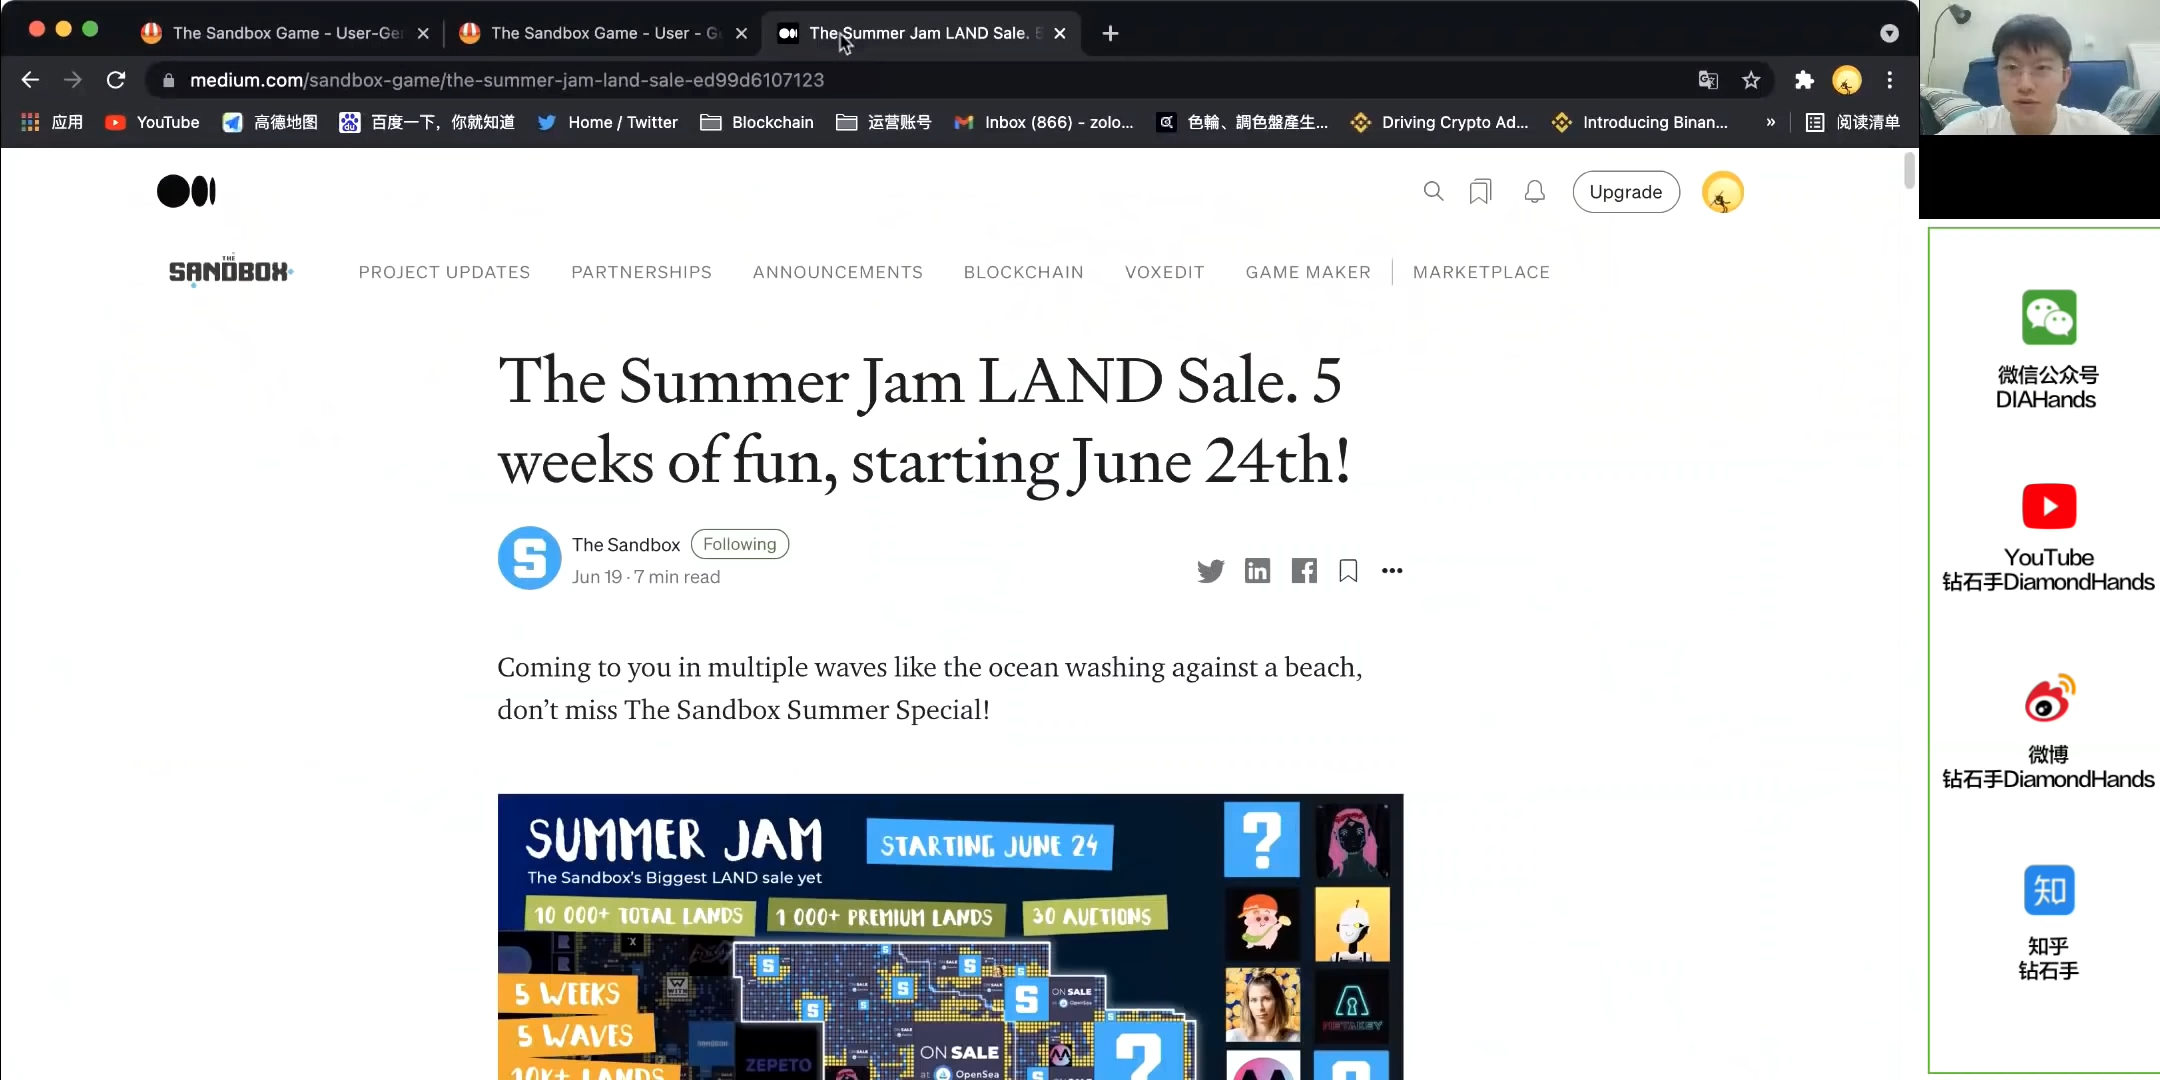 The Sandbox Game - User-Ge
The Sandbox Game - User - G
The Summer Jam LAND Sale. 5
medium.com/sandbox-game/the-summer-jam-land-sale-ed99d6107123
应用
YouTube
高德地图
百度一下，你就知道
Home / Twitter
Blockchain
运营账号
Inbox (866) - zolo...
色輪、調色盤產生...
Driving Crypto Ad...
Introducing Binan...
»
阅读清单
Upgrade
THE
SANDBOX
PROJECT UPDATES
PARTNERSHIPS
ANNOUNCEMENTS
BLOCKCHAIN
VOXEDIT
GAME MAKER
MARKETPLACE
The Summer Jam LAND Sale. 5
weeks of fun, starting June 24th!
The Sandbox
Following
Jun 19 · 7 min read
Coming to you in multiple waves like the ocean washing against a beach,
don’t miss The Sandbox Summer Special!
SUMMER JAM
STARTING JUNE 24
The Sandbox's Biggest LAND sale yet
10 000+ TOTAL LANDS
1 000+ PREMIUM LANDS
30 AUCTIONS
5 WEEKS
5 WAVES
10K+ LANDS
ZEPETO
ON SALE
at OpenSea
ON SALE
METAKEY
微信公众号
DIAHands
YouTube
钻石手DiamondHands
微博
钻石手DiamondHands
知
知乎
钻石手